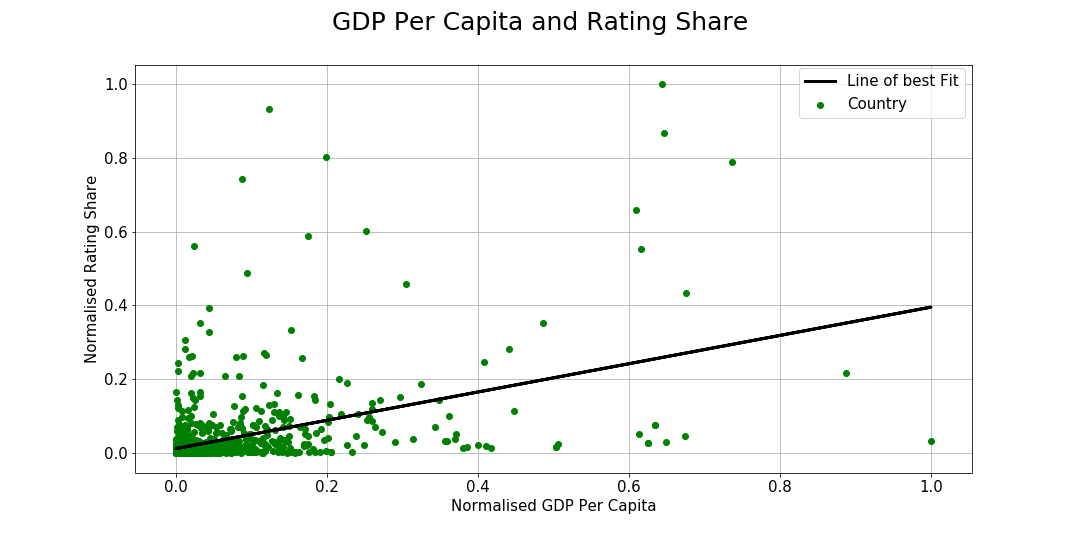 GDP Per Capita and Rating Share
Line of best Fit
Country
Normalised Rating Share
1.0
0.8
0.6
0.4
0.2
0.0
0.0 0.2 0.4 0.6 0.8 1.0
Normalised GDP Per Capita